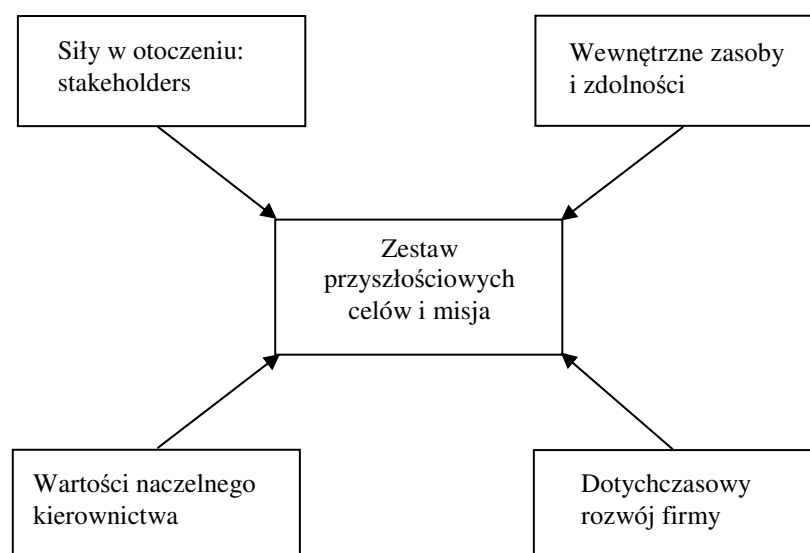 Siły w otoczeniu:
stakeholders
Wewnętrzne zasoby
i zdolności
Zestaw
przyszłościowych
celów i misja
Wartości naczelnego
kierownictwa
Dotychczasowy
rozwój firmy